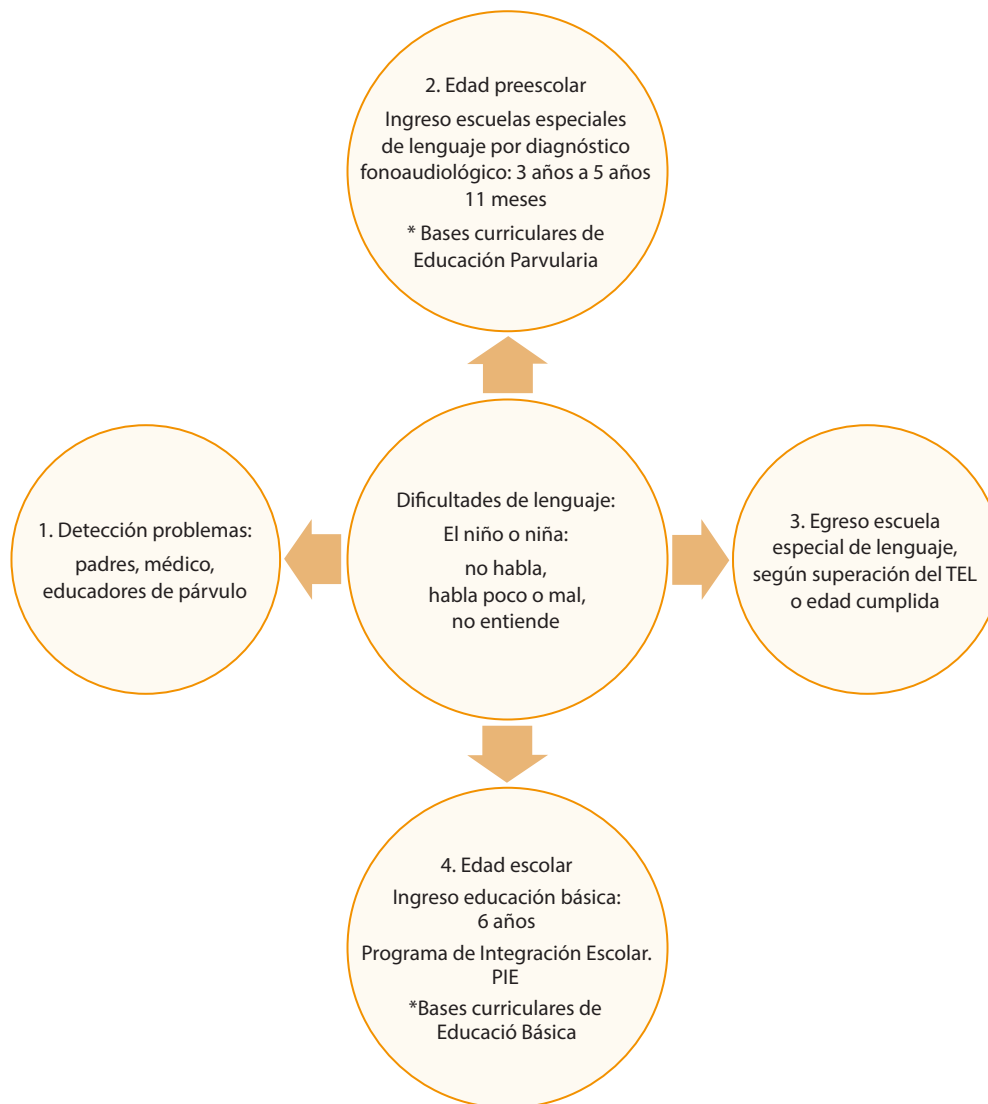 2. Edad preescolar
Ingreso escuelas especiales
de lenguaje por diagnóstico
fonoaudiológico: 3 años a 5 años
11 meses
* Bases curriculares de
Educación Parvularia
1. Detección problemas:
padres, médico,
educadores de párvulo
Dificultades de lenguaje:
El niño o niña:
no habla,
habla poco o mal,
no entiende
3. Egreso escuela
especial de lenguaje,
según superación del TEL
o edad cumplida
4. Edad escolar
Ingreso educación básica:
6 años
Programa de Integración Escolar.
PIE
*Bases curriculares de
Educació Básica